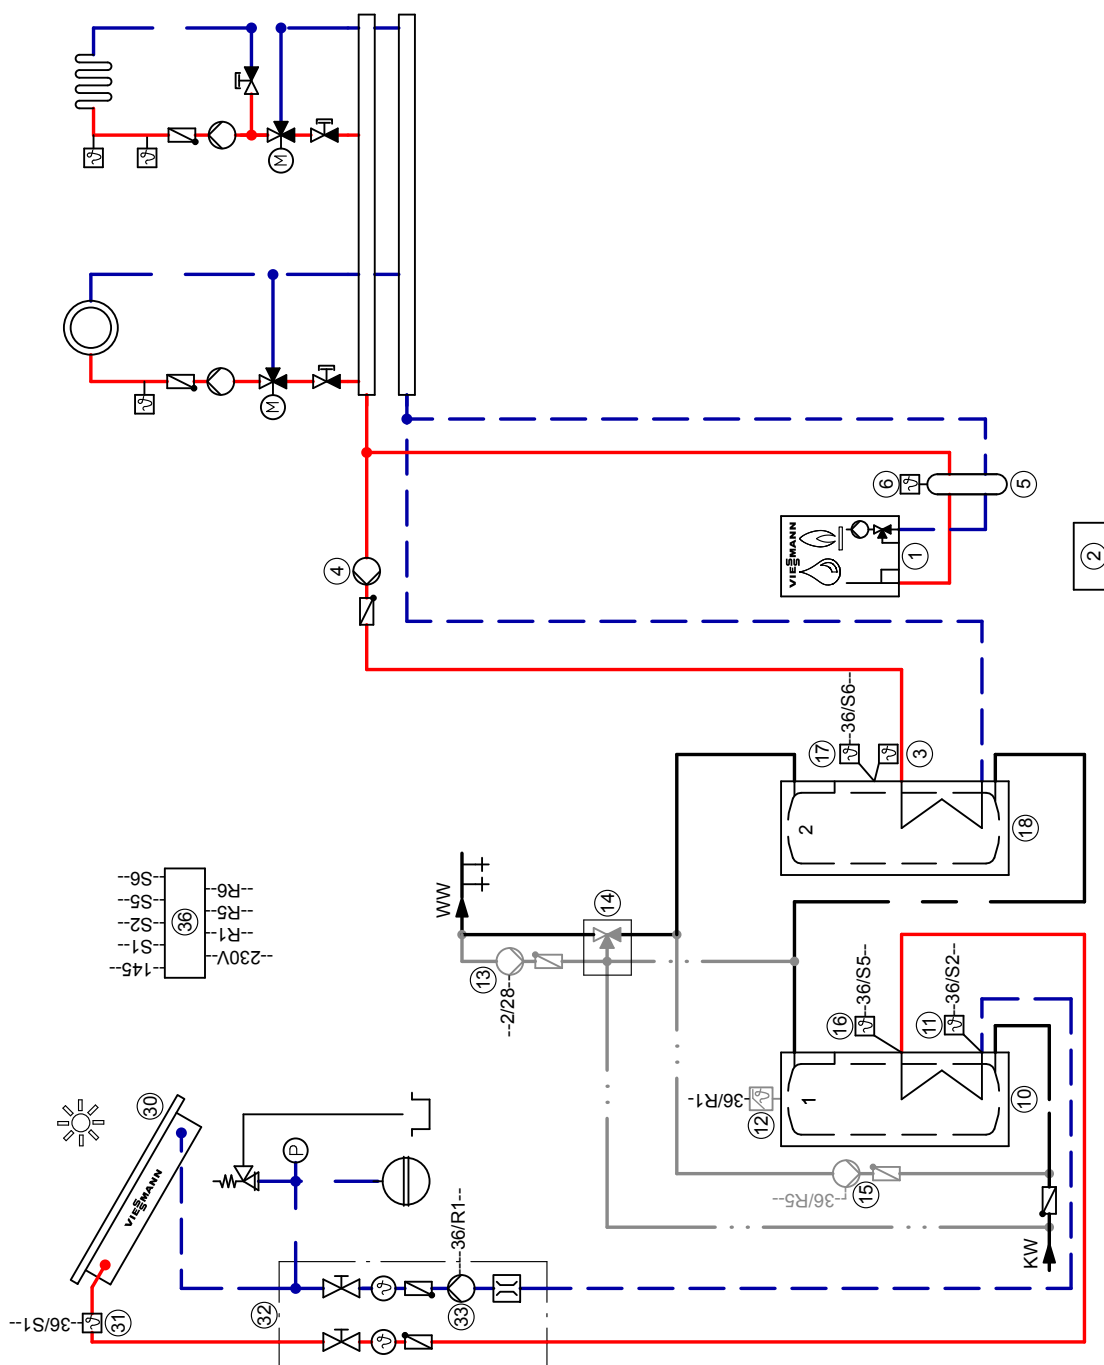 M
M
4
6
5
VIESSMANN
1
2
17
--36/S6--
3
2
18
S6--
S5--
S2--
S1--
145--
36
--R6--
--R5--
--R1--
--230V--
WW
14
13
--2/28--
16
--36/S5--
11
--36/S2--
12
-36/R1-
1
10
15
--36/R5--
KW
30
VIESSMANN
P
--36/R1--
32
33
31
--36/S1--